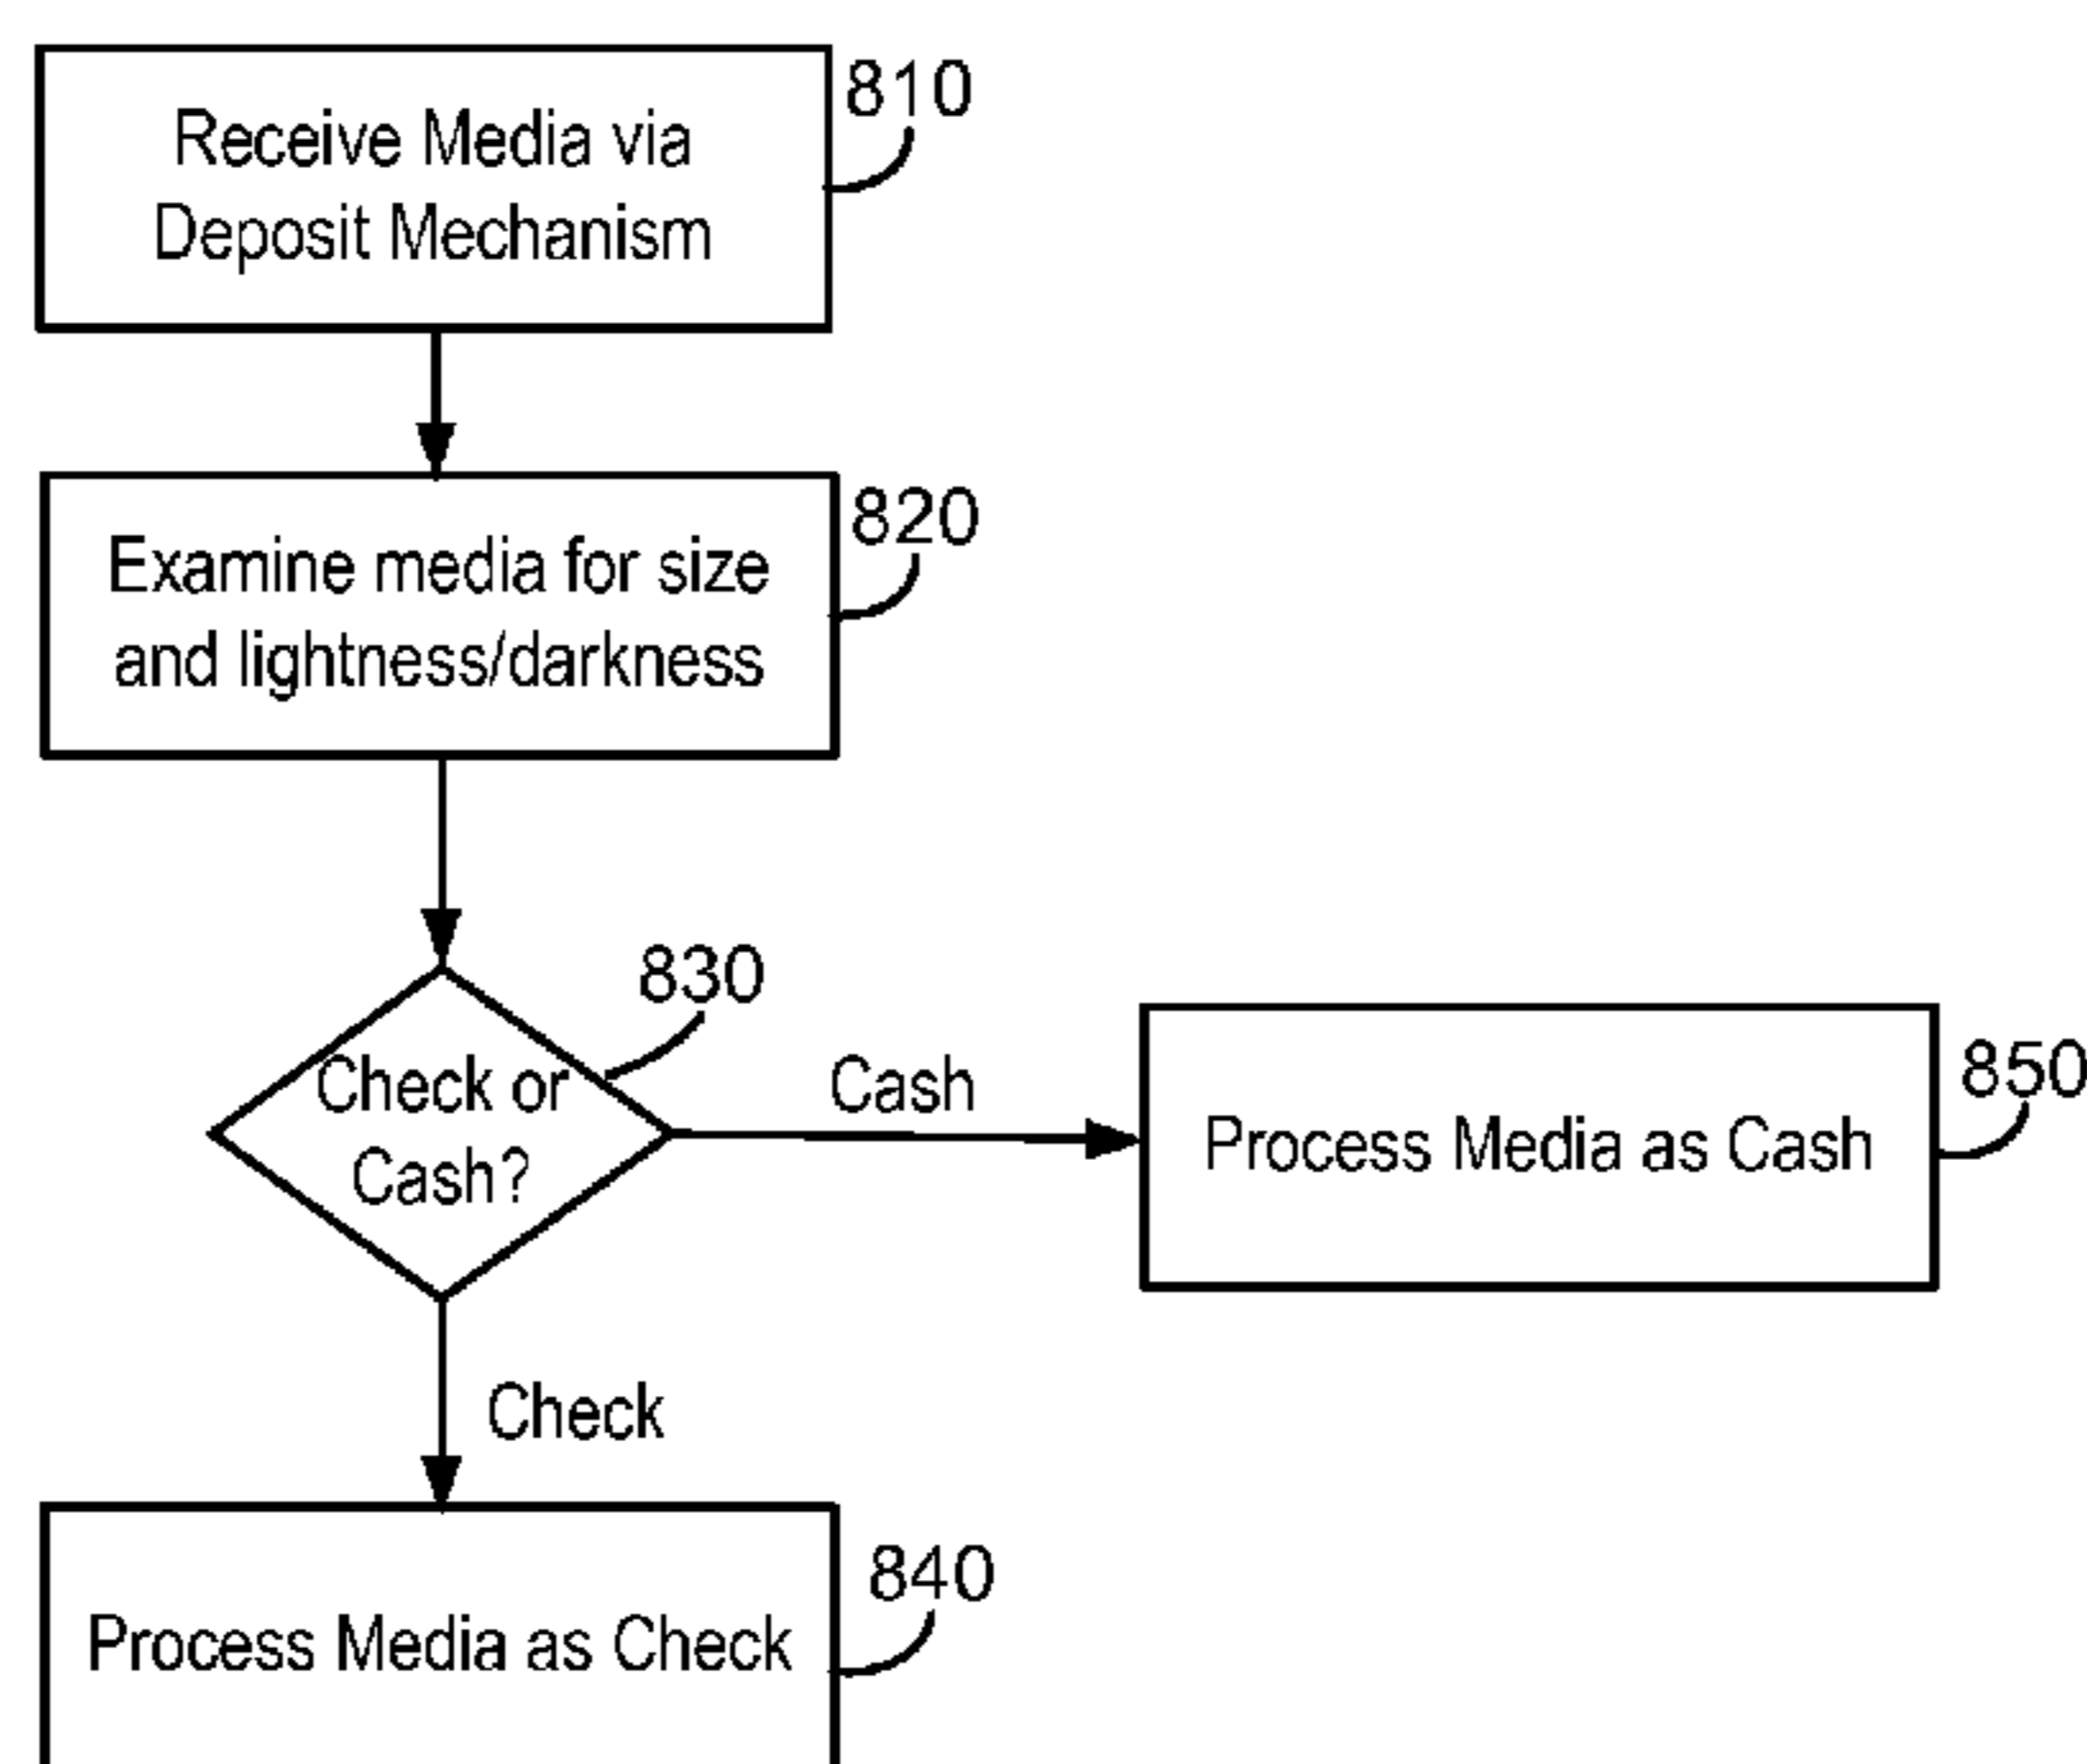 Receive Media via
Deposit Mechanism
810
Examine media for size
and lightness/darkness
820
Check or
Cash?
830
Cash
Process Media as Cash
850
Check
Process Media as Check
840